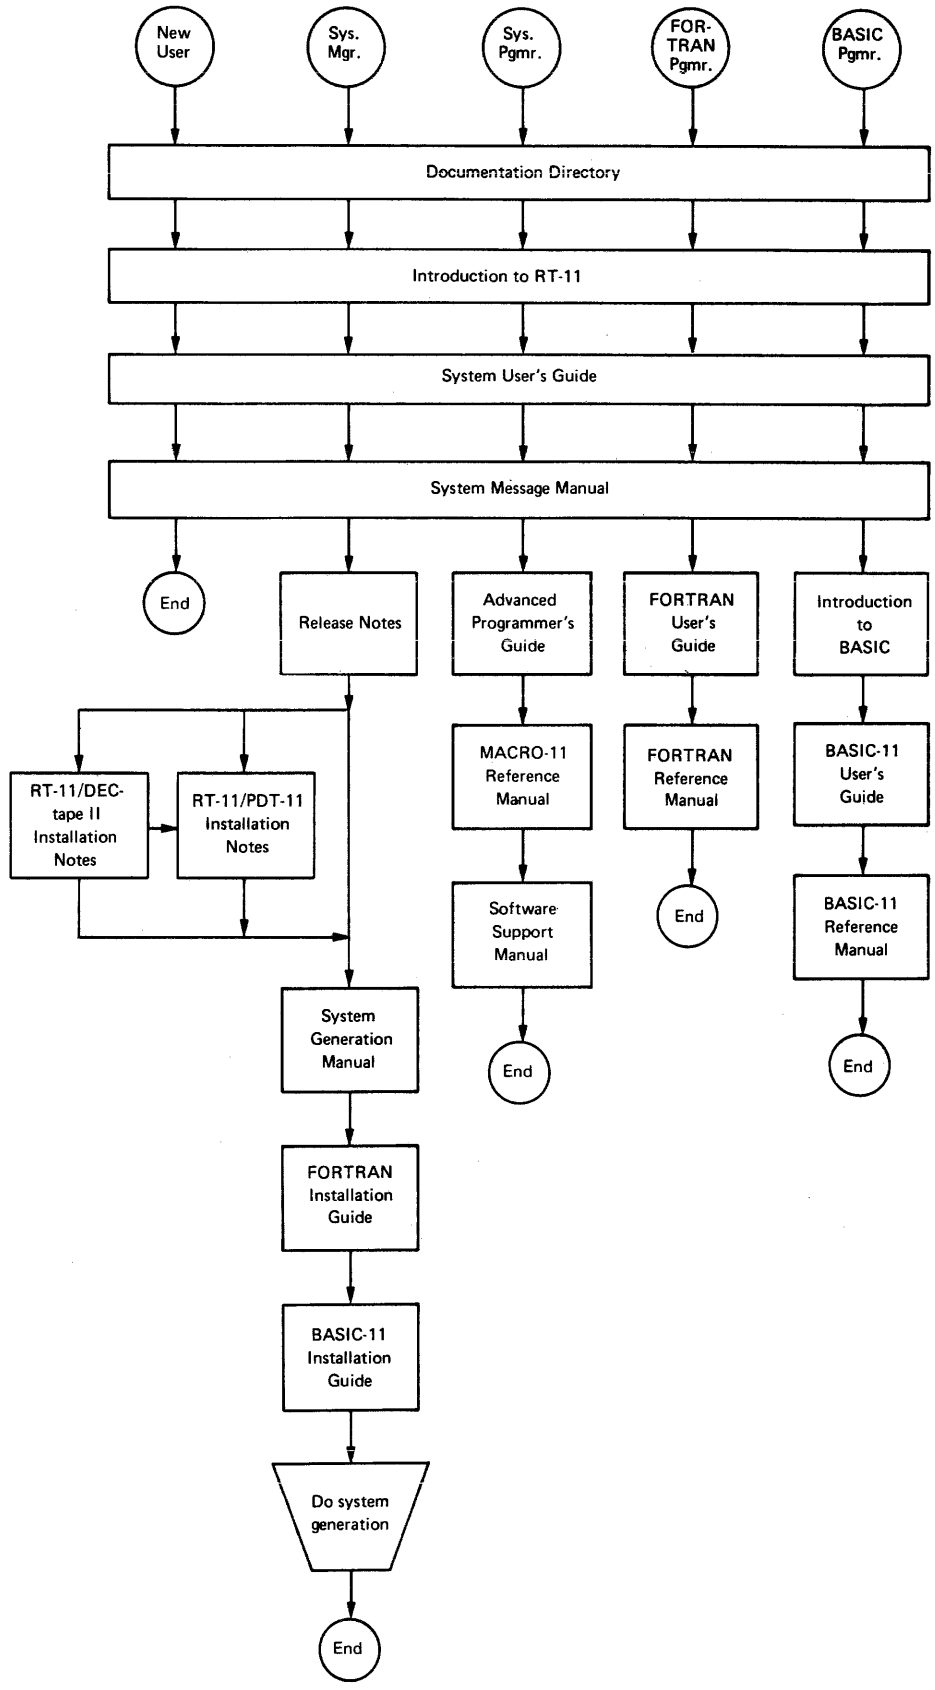 New
User
Sys.
Mgr.
Sys.
Pgmr.
FOR-
TRAN
Pgmr.
BASIC
Pgmr.
Documentation Directory
Introduction to RT-11
System User's Guide
System Message Manual
End
Release Notes
Advanced
Programmer's
Guide
FORTRAN
User's
Guide
Introduction
to
BASIC
RT-11/DEC-
tape II
Installation
Notes
RT-11/PDT-11
Installation
Notes
MACRO-11
Reference
Manual
FORTRAN
Reference
Manual
BASIC-11
User's
Guide
Software
Support
Manual
End
BASIC-11
Reference
Manual
System
Generation
Manual
End
End
FORTRAN
Installation
Guide
BASIC-11
Installation
Guide
Do system
generation
End